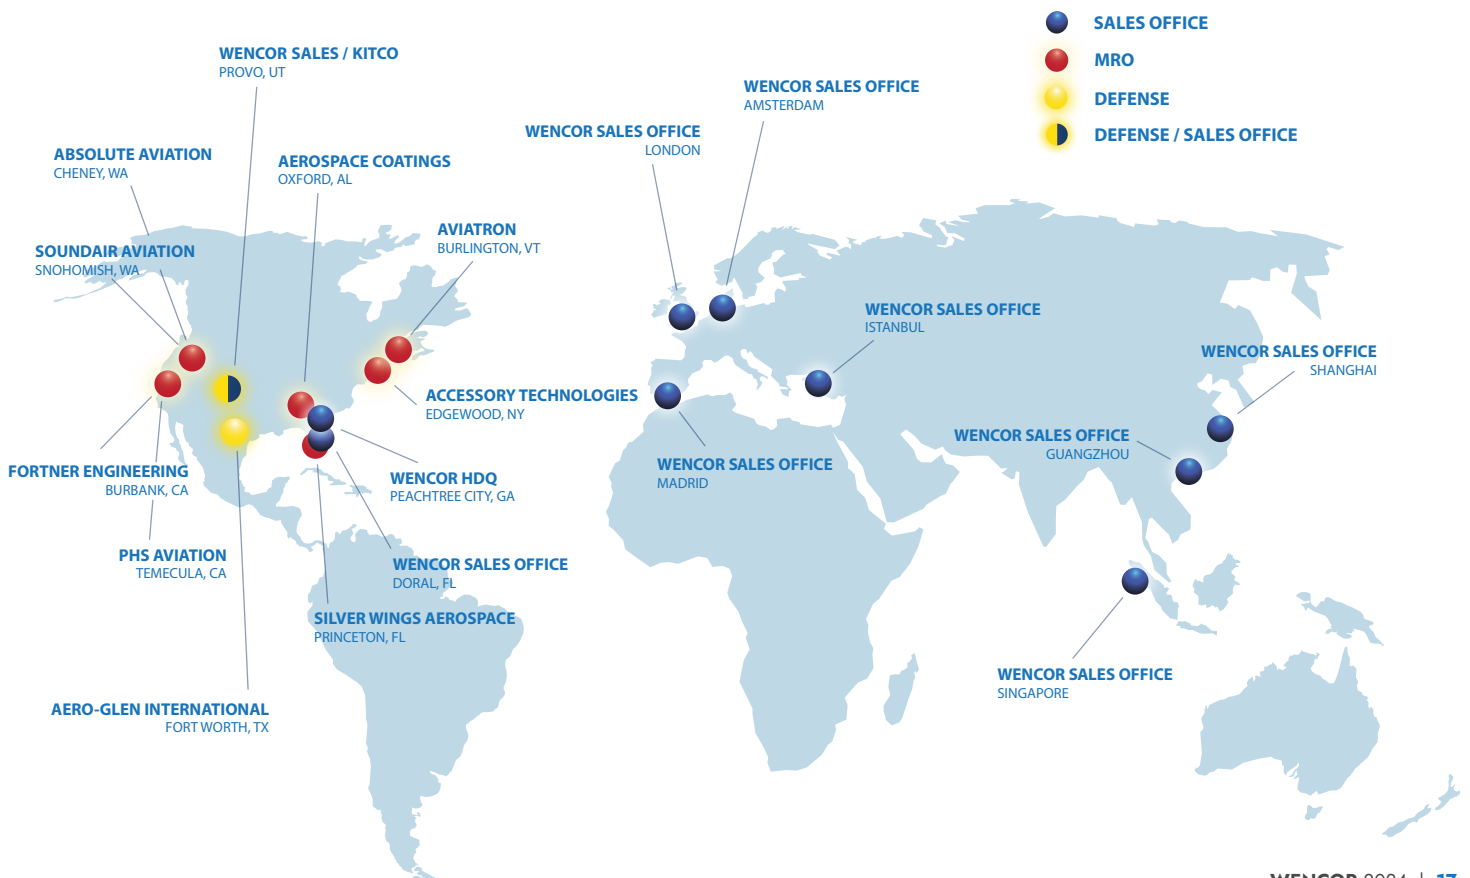 SALES OFFICE
MRO
DEFENSE
DEFENSE / SALES OFFICE
WENCOR SALES / KITCO
PROVO, UT
WENCOR SALES OFFICE
AMSTERDAM
WENCOR SALES OFFICE
LONDON
ABSOLUTE AVIATION
CHENEY, WA
AEROSPACE COATINGS
OXFORD, AL
AVIATRON
BURLINGTON, VT
SOUNDAIR AVIATION
SNOHOMISH, WA
WENCOR SALES OFFICE
ISTANBUL
WENCOR SALES OFFICE
SHANGHAI
ACCESSORY TECHNOLOGIES
EDGEWOOD, NY
WENCOR SALES OFFICE
GUANGZHOU
WENCOR SALES OFFICE
MADRID
FORTNER ENGINEERING
BURBANK, CA
WENCOR HDQ
PEACHTREE CITY, GA
PHS AVIATION
TEMECULA, CA
WENCOR SALES OFFICE
DORAL, FL
SILVER WINGS AEROSPACE
PRINCETON, FL
WENCOR SALES OFFICE
SINGAPORE
AERO-GLEN INTERNATIONAL
FORT WORTH, TX
WENCOR 2024 | 17